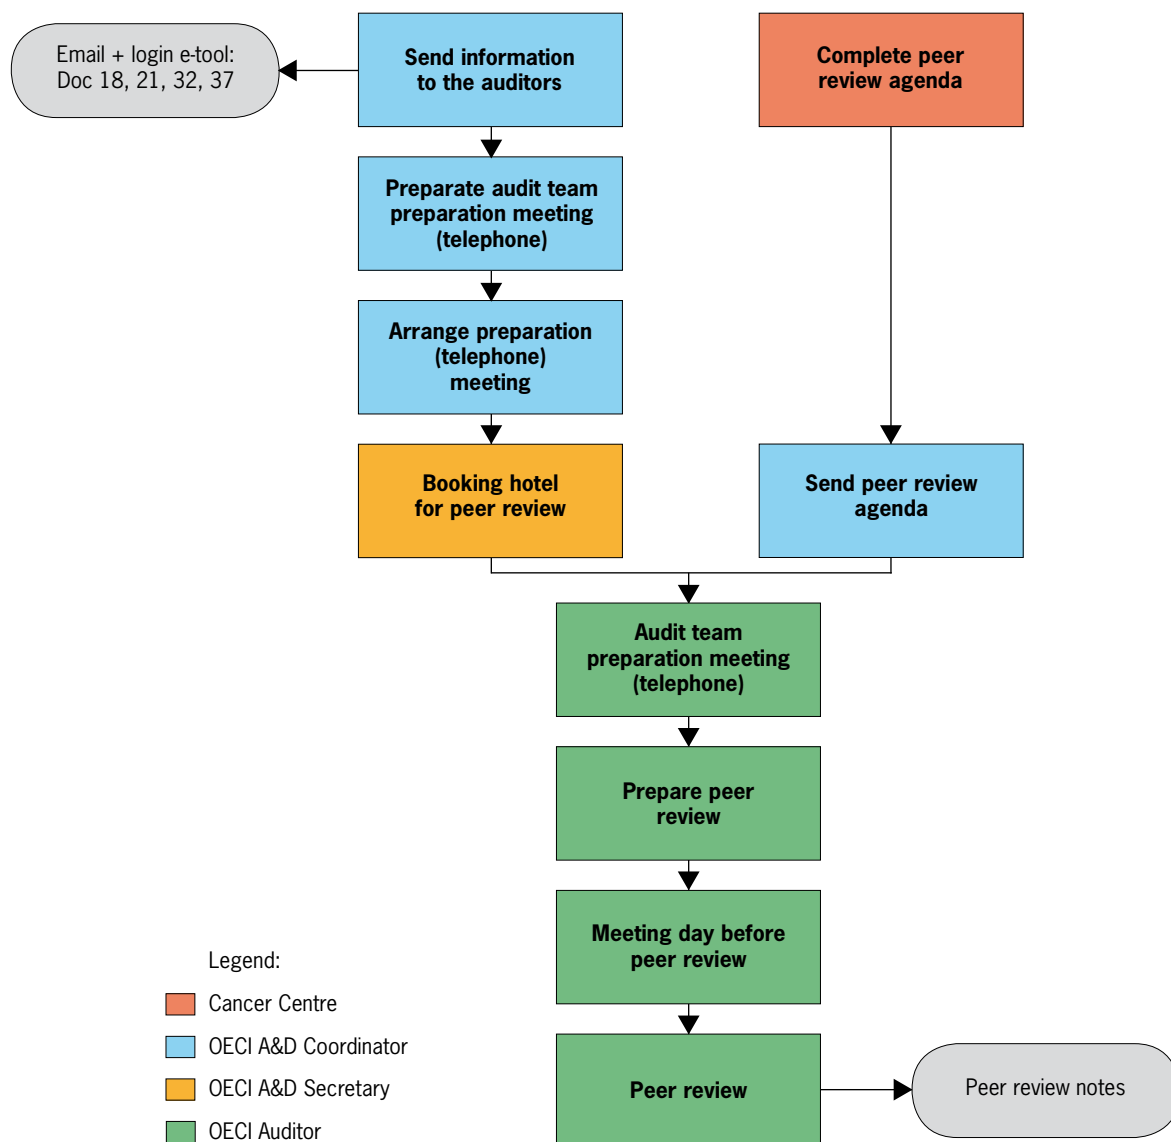 Email + login e-tool:
Doc 18, 21, 32, 37
Send information
to the auditors
Complete peer
review agenda
Preparate audit team
preparation meeting
(telephone)
Arrange preparation
(telephone)
meeting
Booking hotel
for peer review
Send peer review
agenda
Audit team
preparation meeting
(telephone)
Prepare peer
review
Meeting day before
peer review
Peer review
Peer review notes
Legend:
Cancer Centre
OECI A&D Coordinator
OECI A&D Secretary
OECI Auditor